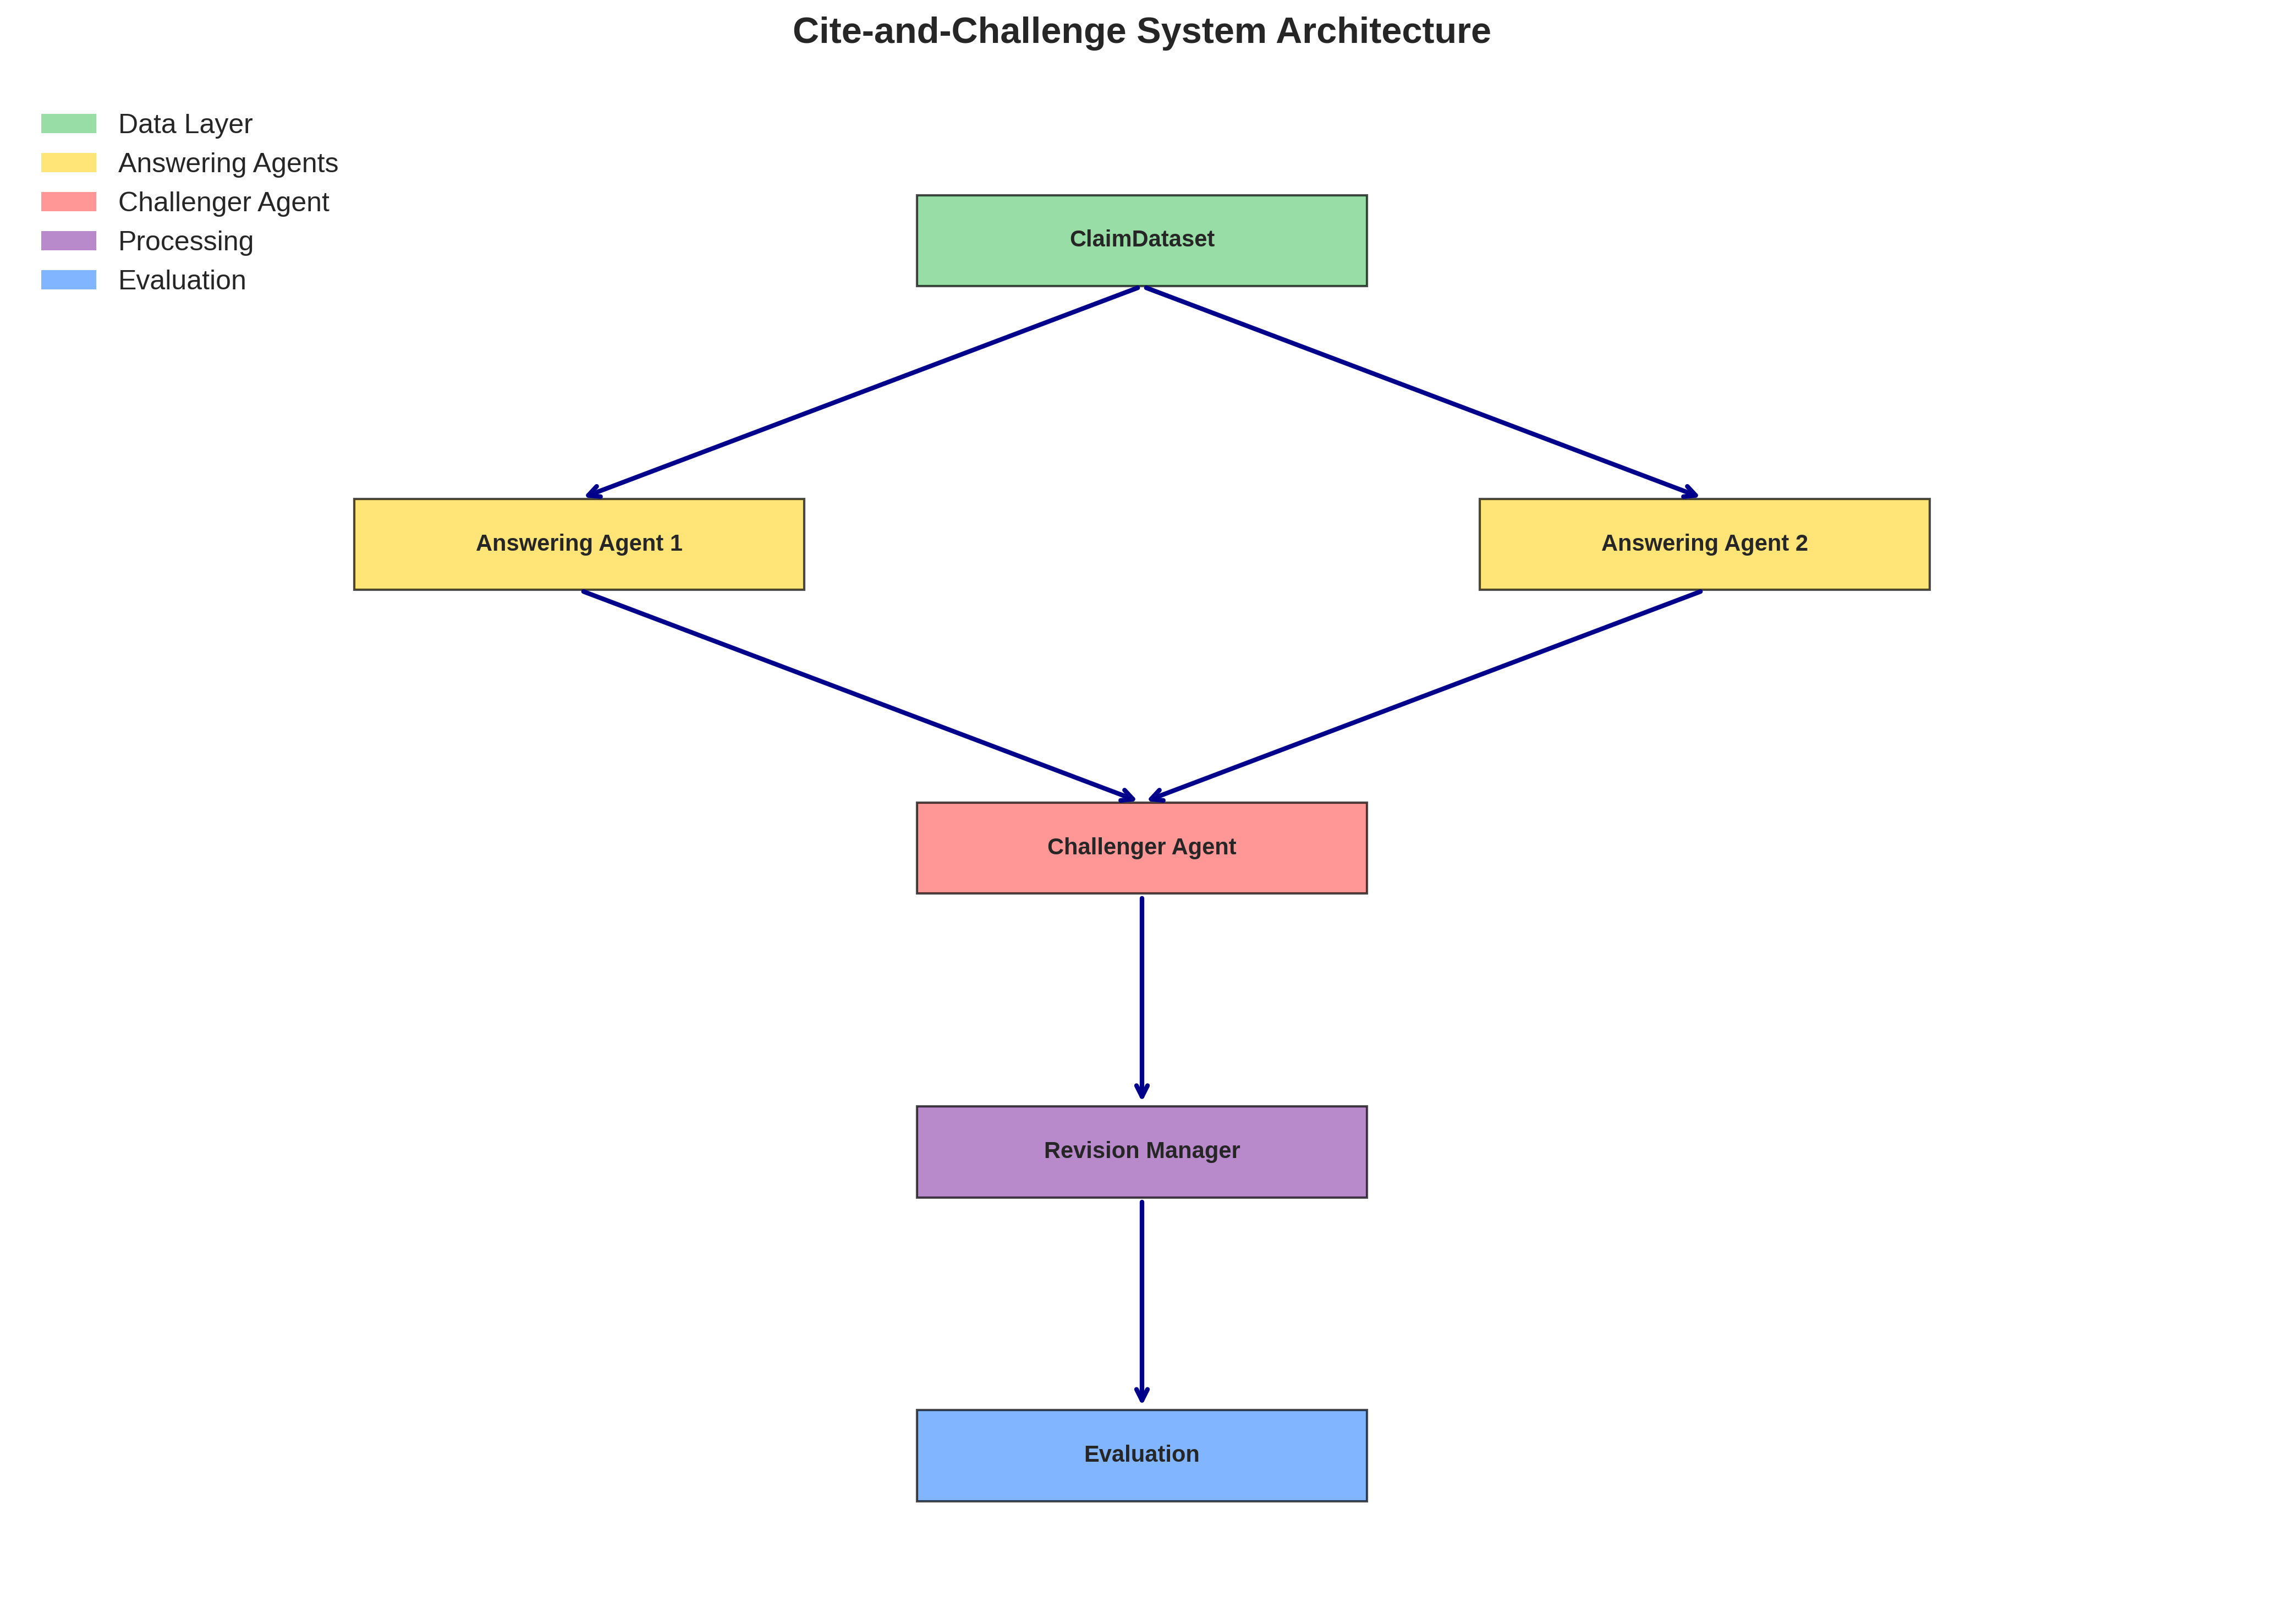 Cite-and-Challenge System Architecture
Data Layer
Answering Agents
Challenger Agent
Processing
Evaluation
ClaimDataset
Answering Agent 1
Answering Agent 2
Challenger Agent
Revision Manager
Evaluation